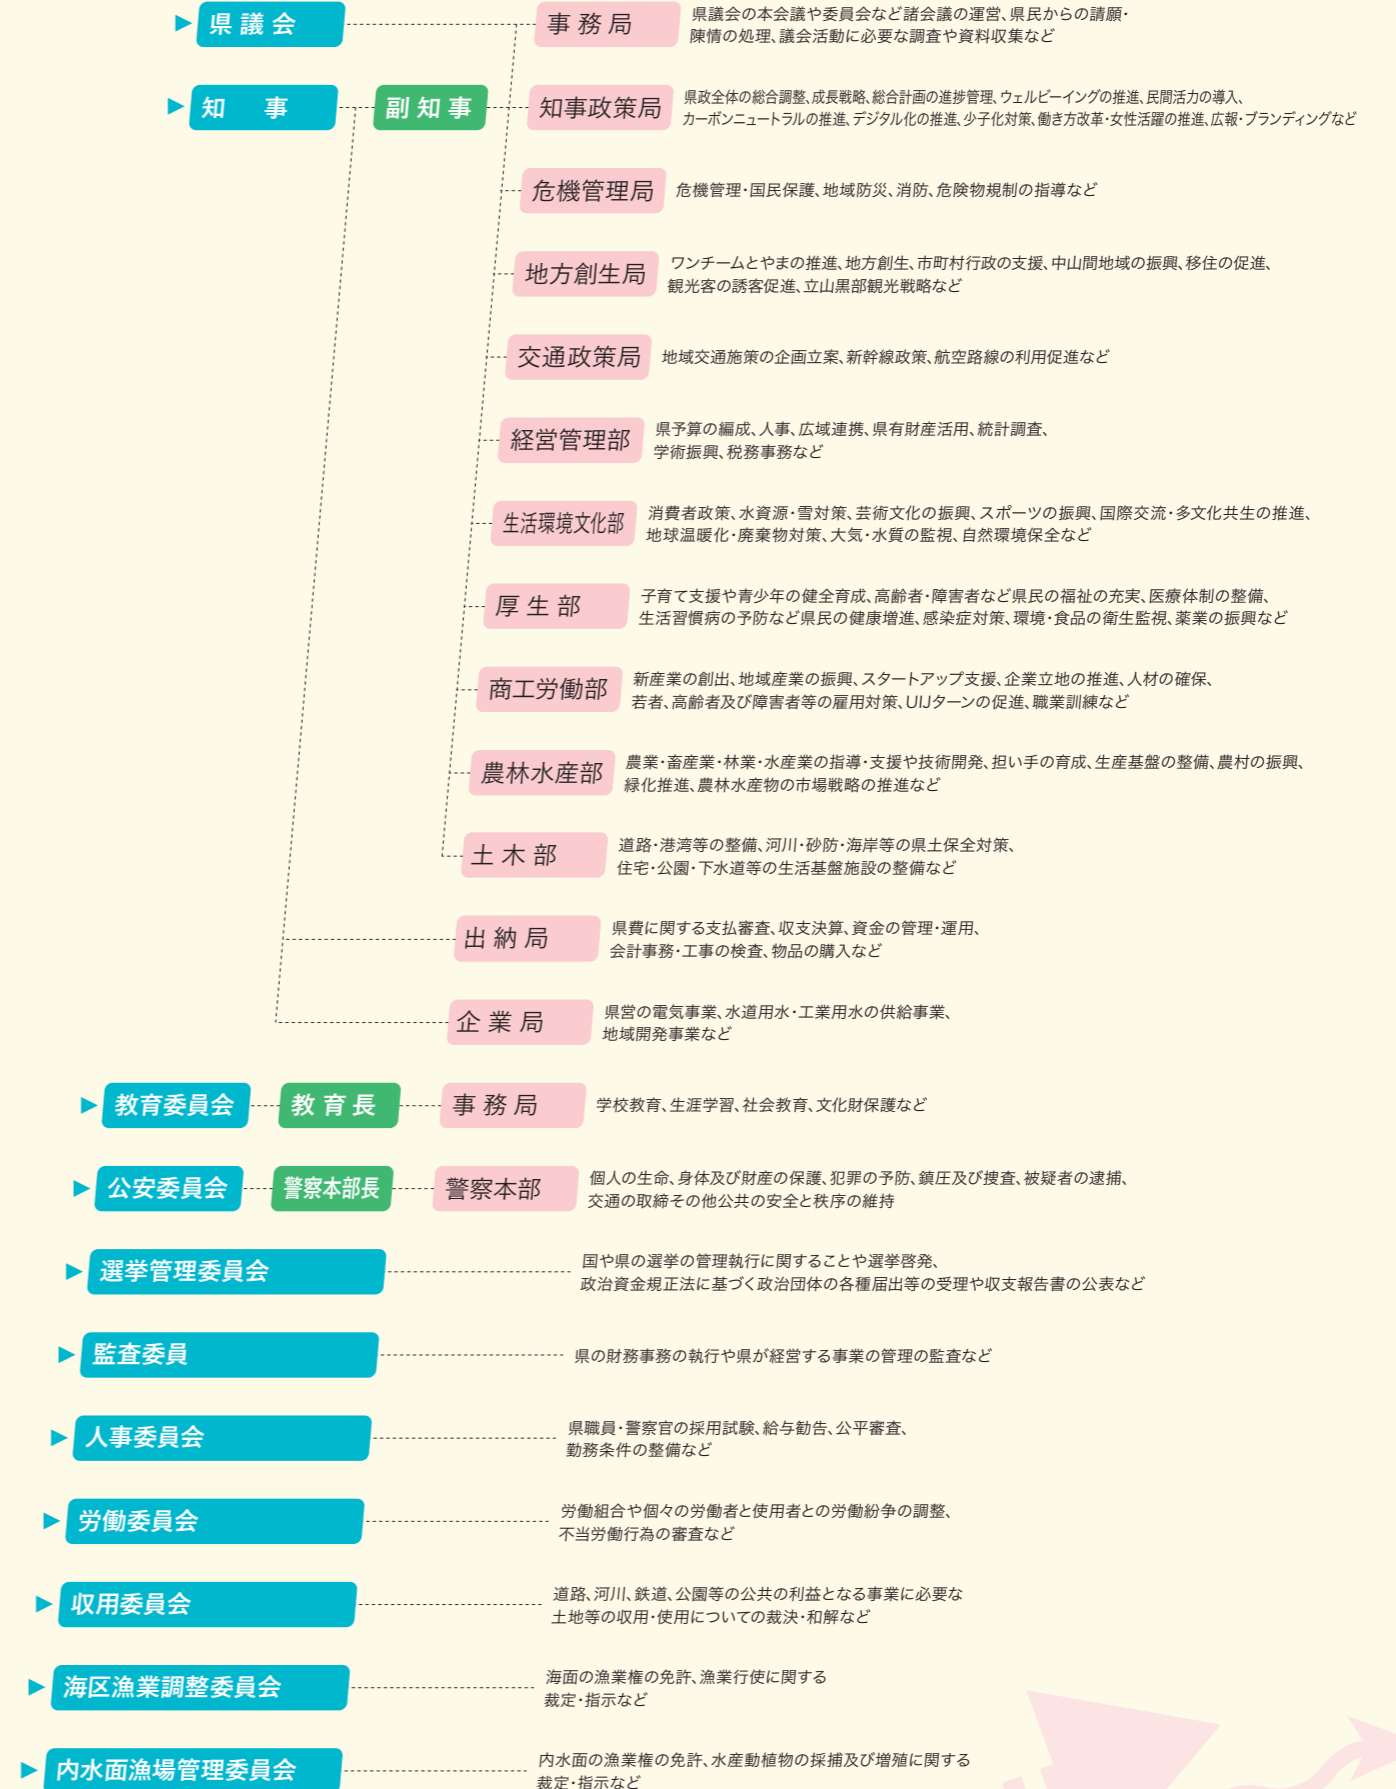 県議会
事務局
県議会の本会議や委員会など諸会議の運営、県民からの請願・
陳情の処理、議会活動に必要な調査や資料収集など
知　事
副知事
知事政策局
県政全体の総合調整、成長戦略、総合計画の進捗管理、ウェルビーイングの推進、民間活力の導入、
カーボンニュートラルの推進、デジタル化の推進、少子化対策、働き方改革・女性活躍の推進、広報・ブランディングなど
危機管理局
危機管理・国民保護、地域防災、消防、危険物規制の指導など
地方創生局
ワンチームとやまの推進、地方創生、市町村行政の支援、中山間地域の振興、移住の促進、
観光客の誘客促進、立山黒部観光戦略など
交通政策局
地域交通施策の企画立案、新幹線政策、航空路線の利用促進など
経営管理部
県予算の編成、人事、広域連携、県有財産活用、統計調査、
学術振興、税務事務など
生活環境文化部
消費者政策、水資源・雪対策、芸術文化の振興、スポーツの振興、国際交流・多文化共生の推進、
地球温暖化・廃棄物対策、大気・水質の監視、自然環境保全など
厚生部
子育て支援や青少年の健全育成、高齢者・障害者など県民の福祉の充実、医療体制の整備、
生活習慣病の予防など県民の健康増進、感染症対策、環境・食品の衛生監視、薬業の振興など
商工労働部
新産業の創出、地域産業の振興、スタートアップ支援、企業立地の推進、人材の確保、
若者、高齢者及び障害者等の雇用対策、UIJターンの促進、職業訓練など
農林水産部
農業・畜産業・林業・水産業の指導・支援や技術開発、担い手の育成、生産基盤の整備、農村の振興、
緑化推進、農林水産物の市場戦略の推進など
土木部
道路・港湾等の整備、河川・砂防・海岸等の県土保全対策、
住宅・公園・下水道等の生活基盤施設の整備など
出納局
県費に関する支払審査、収支決算、資金の管理・運用、
会計事務・工事の検査、物品の購入など
企業局
県営の電気事業、水道用水・工業用水の供給事業、
地域開発事業など
教育委員会
教育長
事務局
学校教育、生涯学習、社会教育、文化財保護など
公安委員会
警察本部長
警察本部
個人の生命、身体及び財産の保護、犯罪の予防、鎮圧及び捜査、被疑者の逮捕、
交通の取締その他公共の安全と秩序の維持
選挙管理委員会
国や県の選挙の管理執行に関することや選挙啓発、
政治資金規正法に基づく政治団体の各種届出等の受理や収支報告書の公表など
監査委員
県の財務事務の執行や県が経営する事業の管理の監査など
人事委員会
県職員・警察官の採用試験、給与勧告、公平審査、
勤務条件の整備など
労働委員会
労働組合や個々の労働者と使用者との労働紛争の調整、
不当労働行為の審査など
収用委員会
道路、河川、鉄道、公園等の公共の利益となる事業に必要な
土地等の収用・使用についての裁決・和解など
海区漁業調整委員会
海面の漁業権の免許、漁業行使に関する
裁定・指示など
内水面漁場管理委員会
内水面の漁業権の免許、水産動植物の採捕及び増殖に関する
裁定・指示など